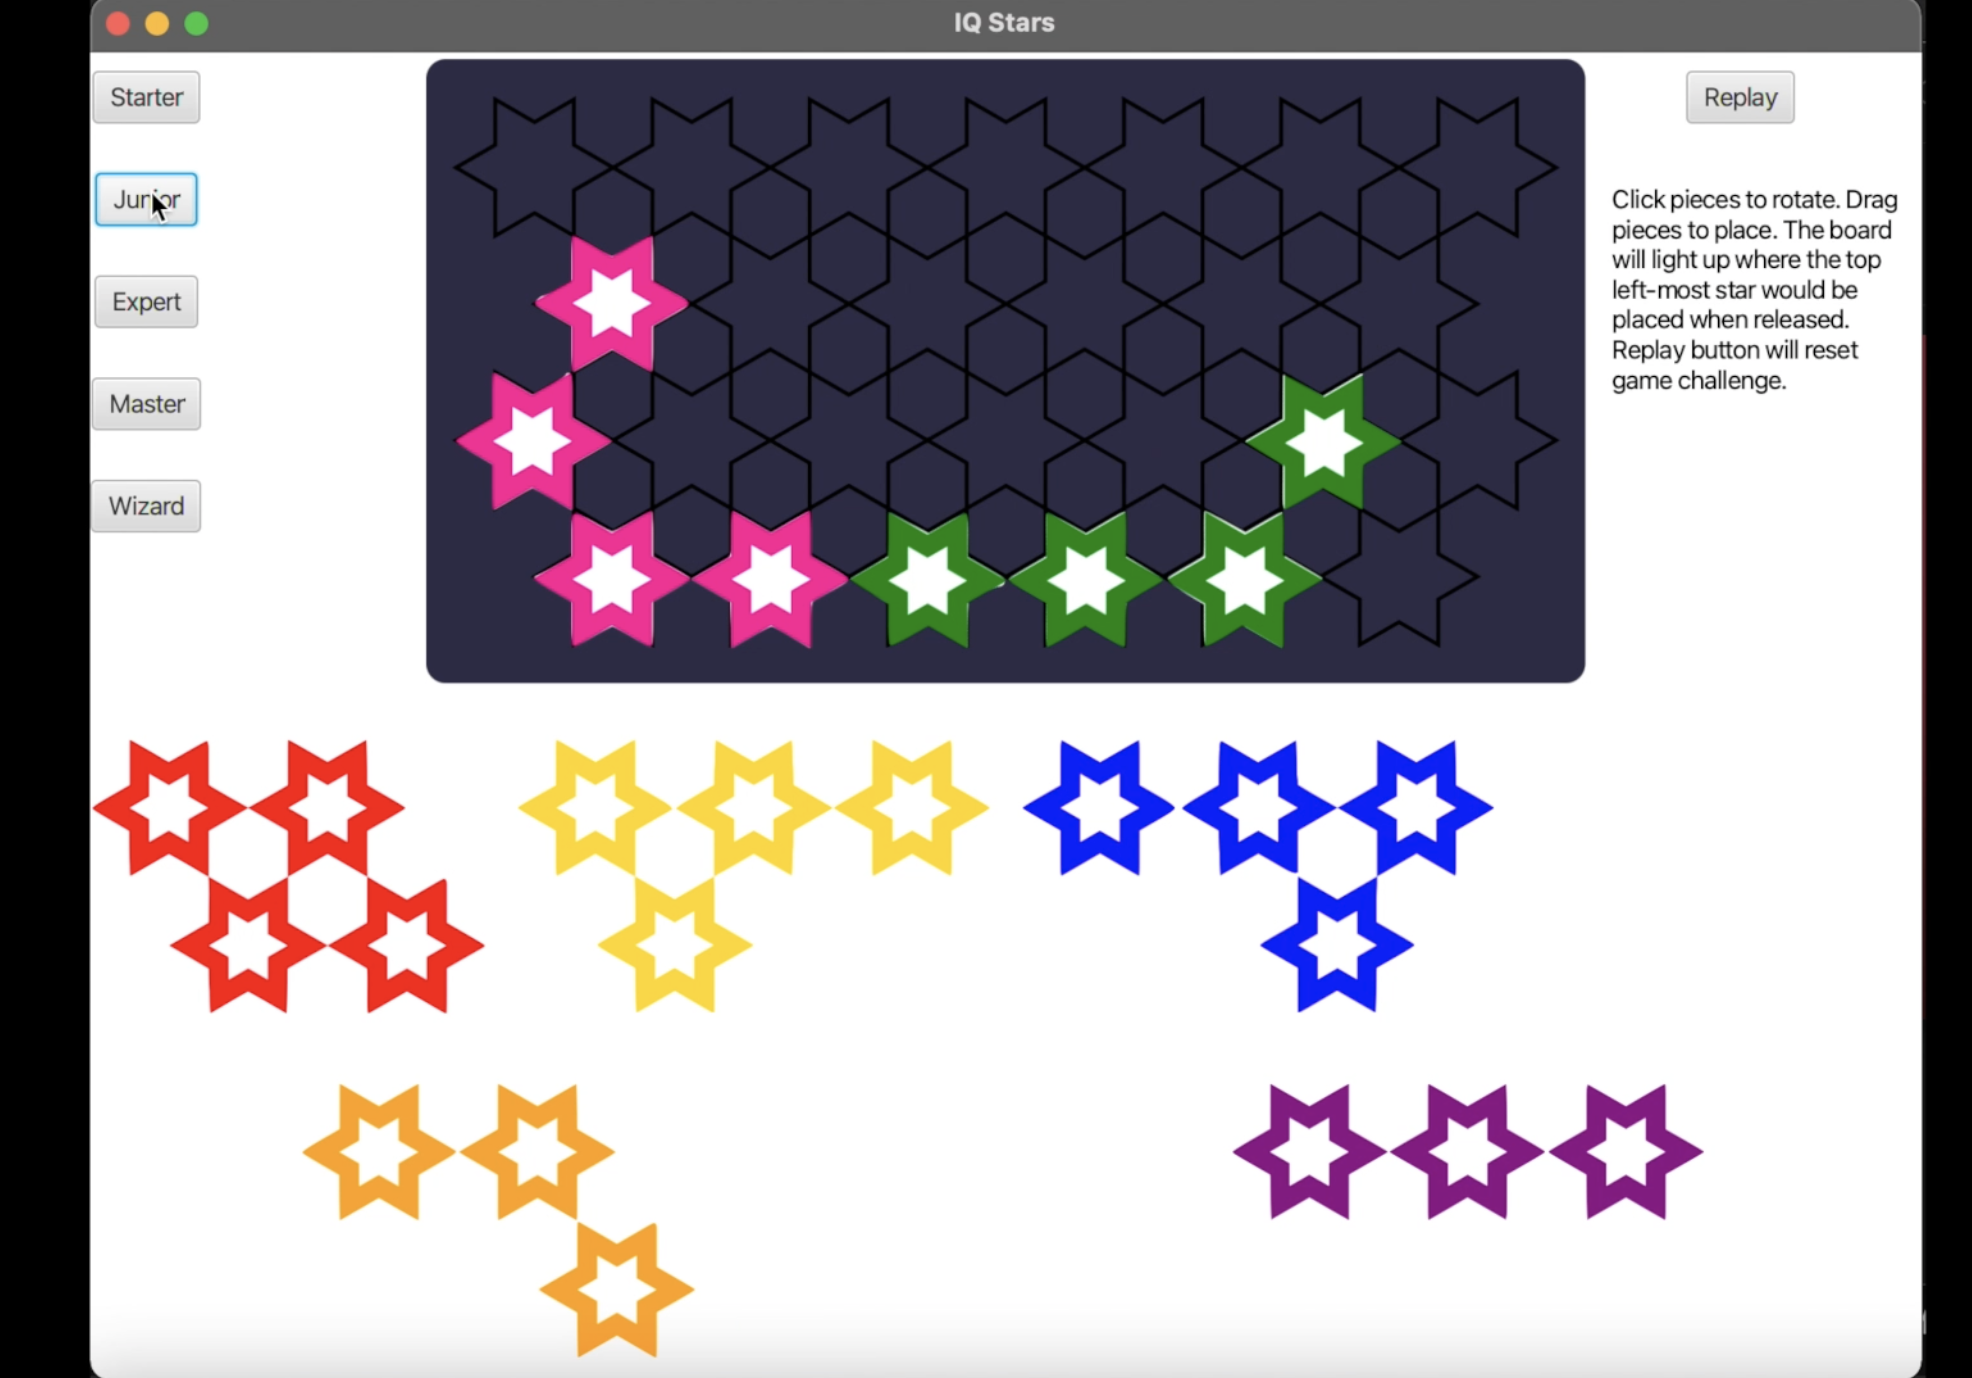 IQ Stars
Starter
Replay
Junior
Click pieces to rotate. Drag
pieces to place. The board
will light up where the top
left-most star would be
placed when released.
Replay button will reset
game challenge.
Expert
Master
Wizard